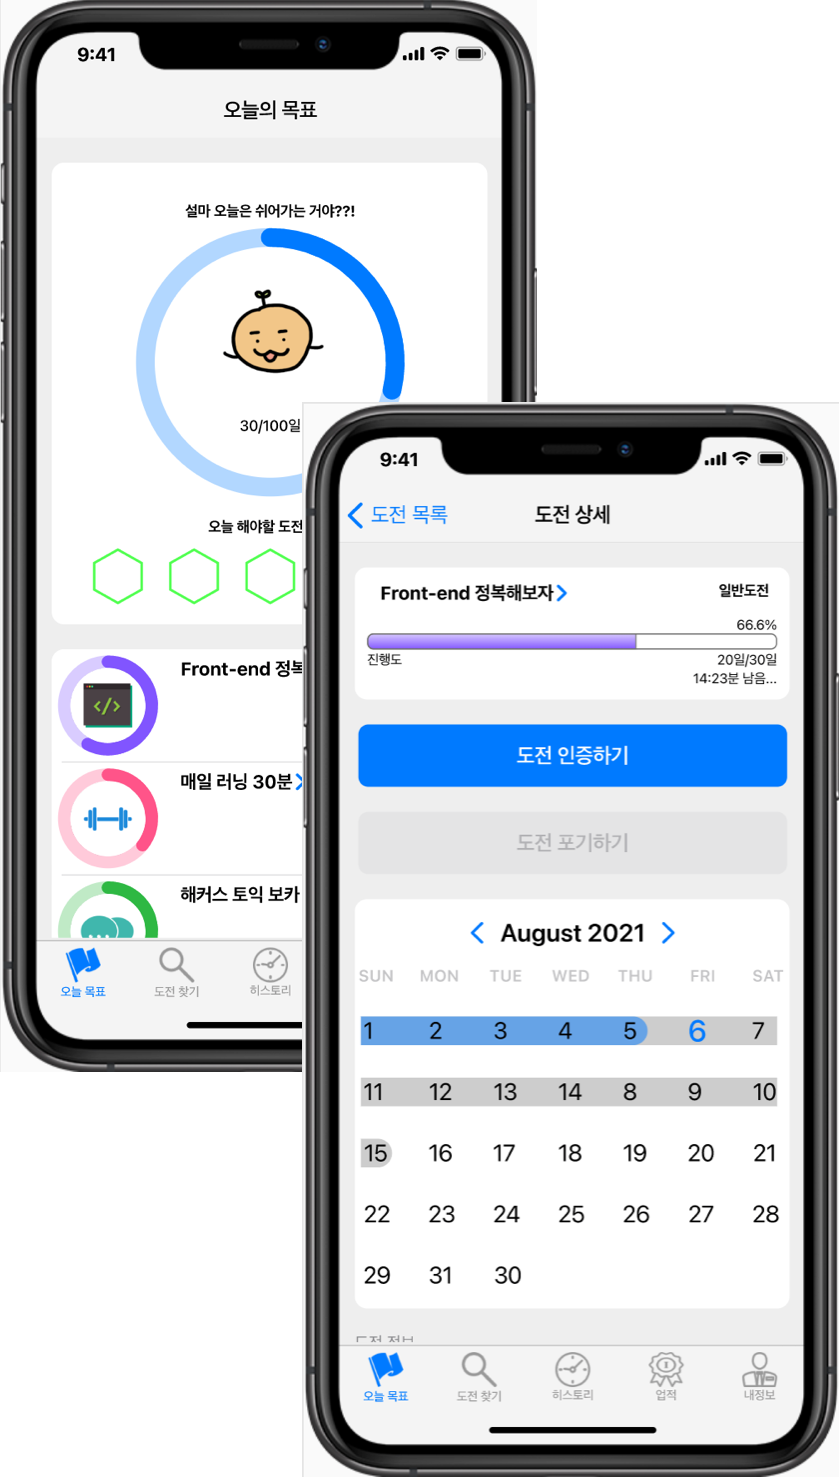 9:41
오늘의 목표
설마 오늘은 쉬어가는 거야??!
30/100일
오늘 해야할 도전
Front-end 정복
매일 러닝 30분
해커스 토익 보카
오늘 목표
도전 찾기
히스토리
9:41
도전 목록
도전 상세
Front-end 정복해보자
일반도전
66.6%
진행도
20일/30일
14:23분 남음...
도전 인증하기
도전 포기하기
August 2021
SUN MON TUE WED THU FRI SAT
1 2 3 4 5 6 7
11 12 13 14 8 9 10
15 16 17 18 19 20 21
22 23 24 25 26 27 28
29 31 30
도전 정보
오늘 목표
도전 찾기
히스토리
업적
내정보